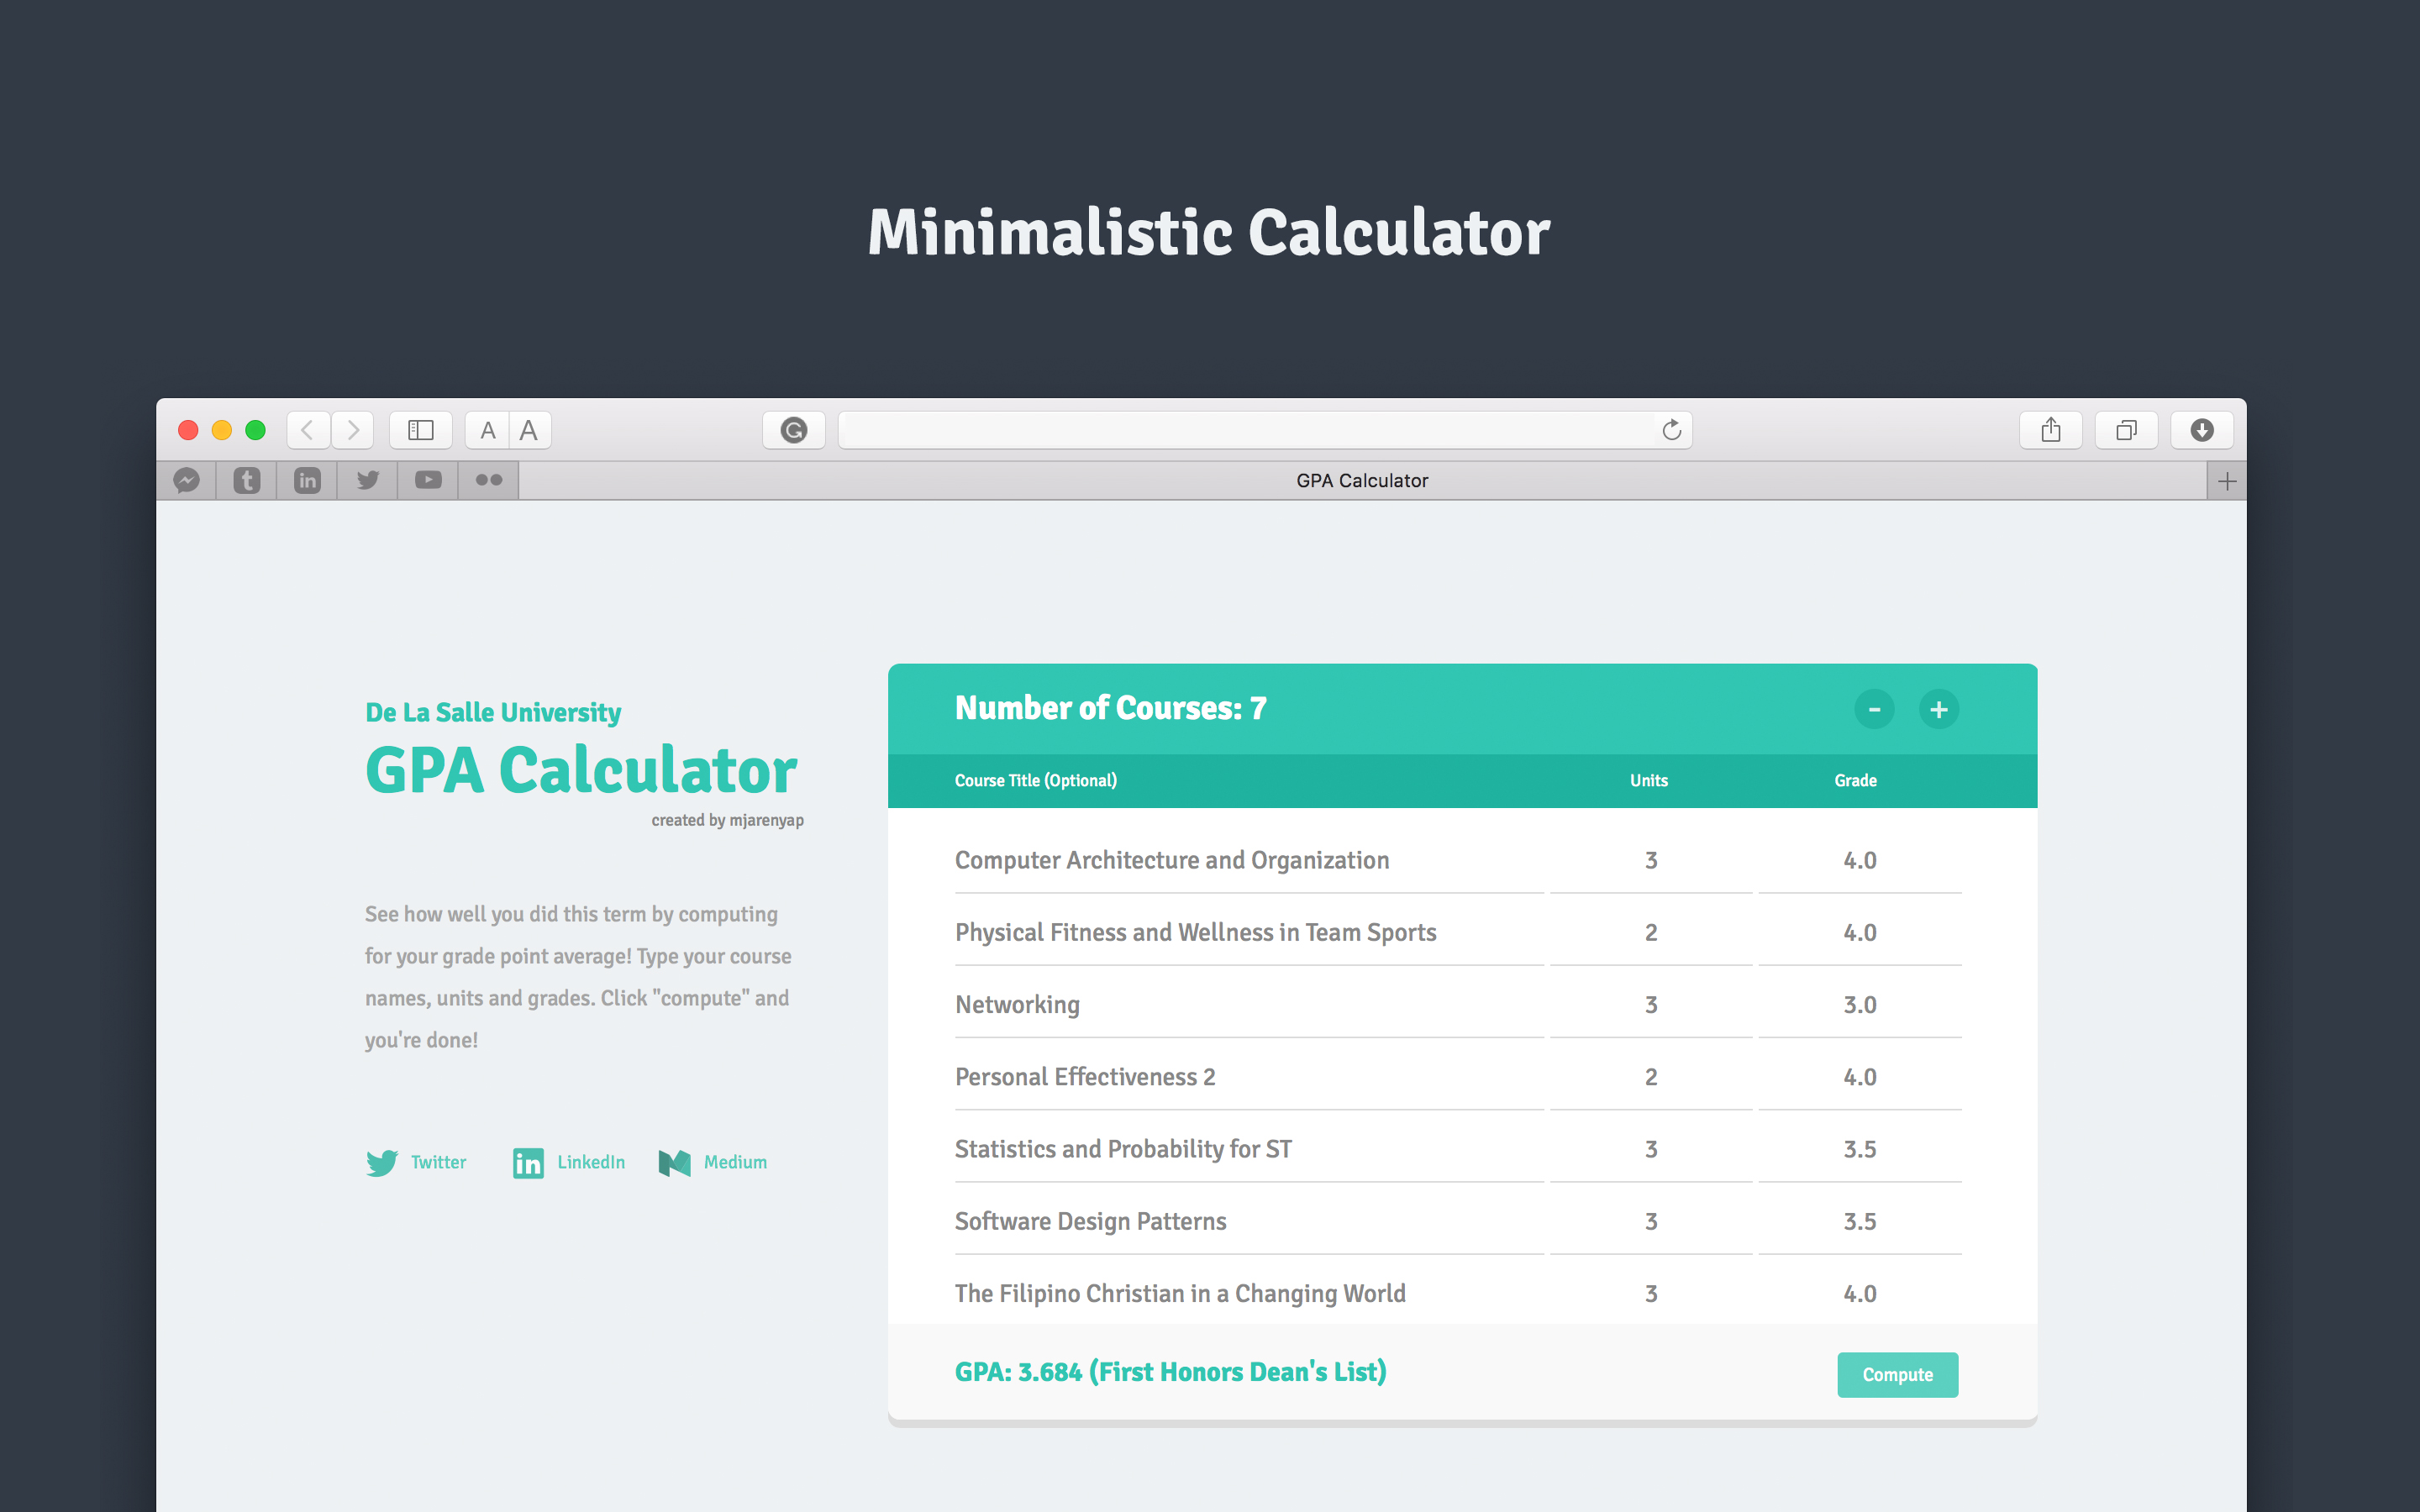 Minimalistic Calculator
A A
GPA Calculator
De La Salle University
GPA Calculator
created by mjarenyap
See how well you did this term by computing
for your grade point average! Type your course
names, units and grades. Click "compute" and
you're done!
Twitter LinkedIn Medium
Number of Courses: 7 - +
Course Title (Optional) Units Grade
Computer Architecture and Organization 3 4.0
Physical Fitness and Wellness in Team Sports 2 4.0
Networking 3 3.0
Personal Effectiveness 2 2 4.0
Statistics and Probability for ST 3 3.5
Software Design Patterns 3 3.5
The Filipino Christian in a Changing World 3 4.0
GPA: 3.684 (First Honors Dean's List) Compute